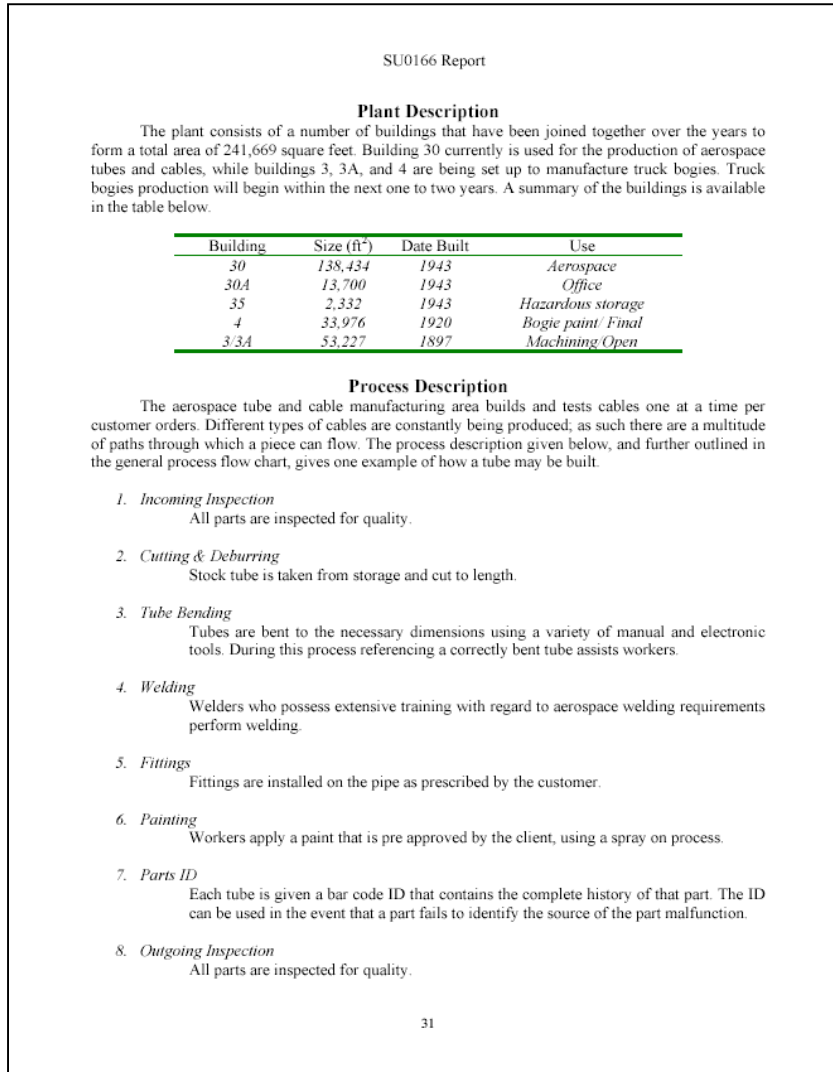 SU0166 Report
Plant Description
The plant consists of a number of buildings that have been joined together over the years to
form a total area of 241,669 square feet. Building 30 currently is used for the production of aerospace
tubes and cables, while buildings 3, 3A, and 4 are being set up to manufacture truck bogies. Truck
bogies production will begin within the next one to two years. A summary of the buildings is available
in the table below.
Building Size (ft²) Date Built Use
30 138,434 1943 Aerospace
30A 13,700 1943 Office
35 2,332 1943 Hazardous storage
4 33,976 1920 Bogie paint/ Final
3/3A 53,227 1897 Machining/Open
Process Description
The aerospace tube and cable manufacturing area builds and tests cables one at a time per
customer orders. Different types of cables are constantly being produced; as such there are a multitude
of paths through which a piece can flow. The process description given below, and further outlined in
the general process flow chart, gives one example of how a tube may be built.
1. Incoming Inspection
All parts are inspected for quality.
2. Cutting & Deburring
Stock tube is taken from storage and cut to length.
3. Tube Bending
Tubes are bent to the necessary dimensions using a variety of manual and electronic
tools. During this process referencing a correctly bent tube assists workers.
4. Welding
Welders who possess extensive training with regard to aerospace welding requirements
perform welding.
5. Fittings
Fittings are installed on the pipe as prescribed by the customer.
6. Painting
Workers apply a paint that is pre approved by the client, using a spray on process.
7. Parts ID
Each tube is given a bar code ID that contains the complete history of that part. The ID
can be used in the event that a part fails to identify the source of the part malfunction.
8. Outgoing Inspection
All parts are inspected for quality.
31